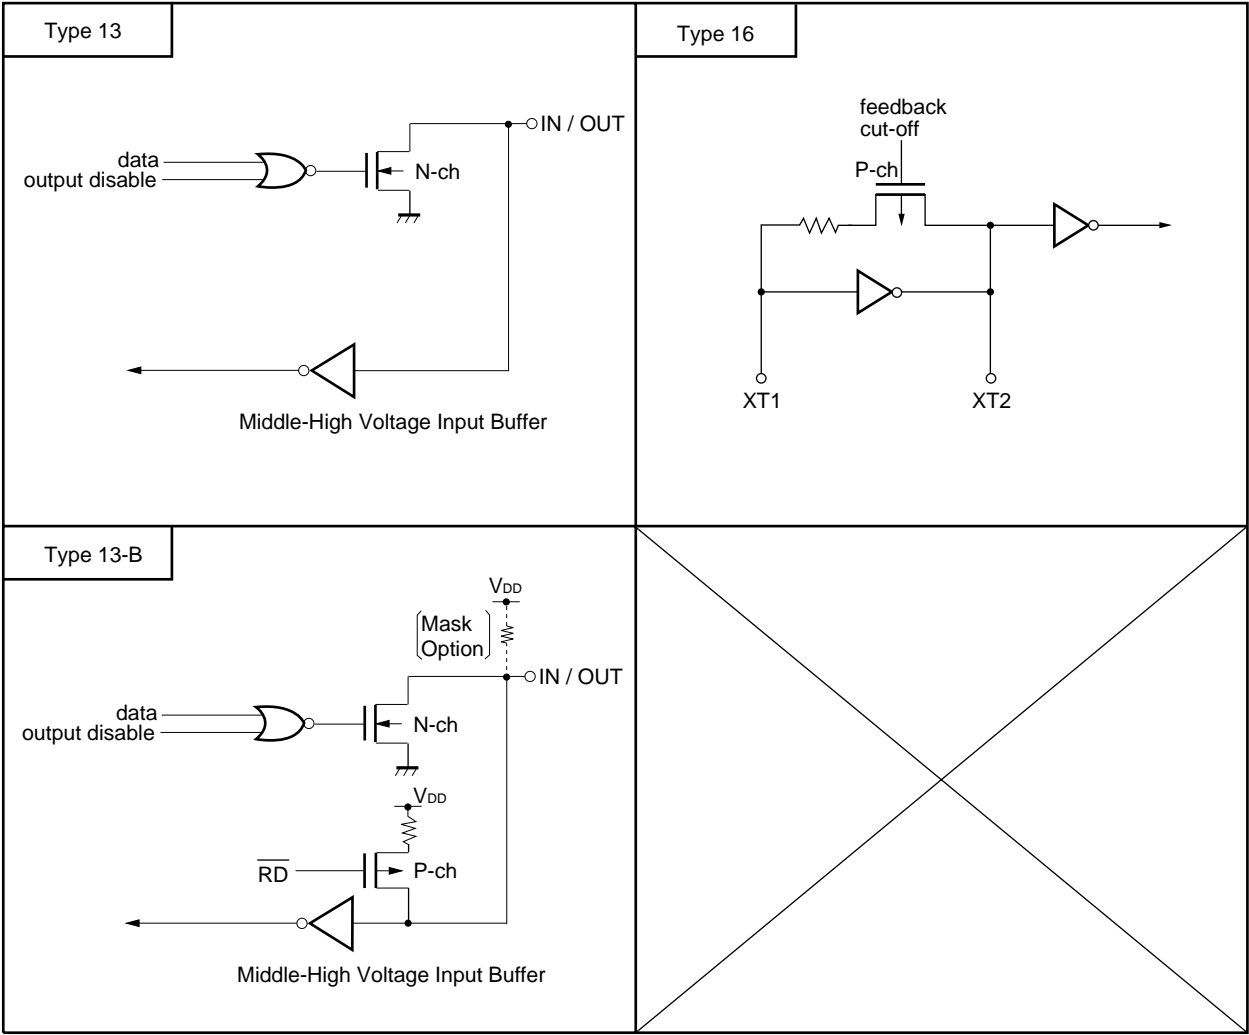 Type 13
IN / OUT
data
output disable
N-ch
Middle-High Voltage Input Buffer
Type 16
feedback
cut-off
P-ch
XT1
XT2
Type 13-B
VDD
Mask
Option
IN / OUT
data
output disable
N-ch
VDD
RD
P-ch
Middle-High Voltage Input Buffer